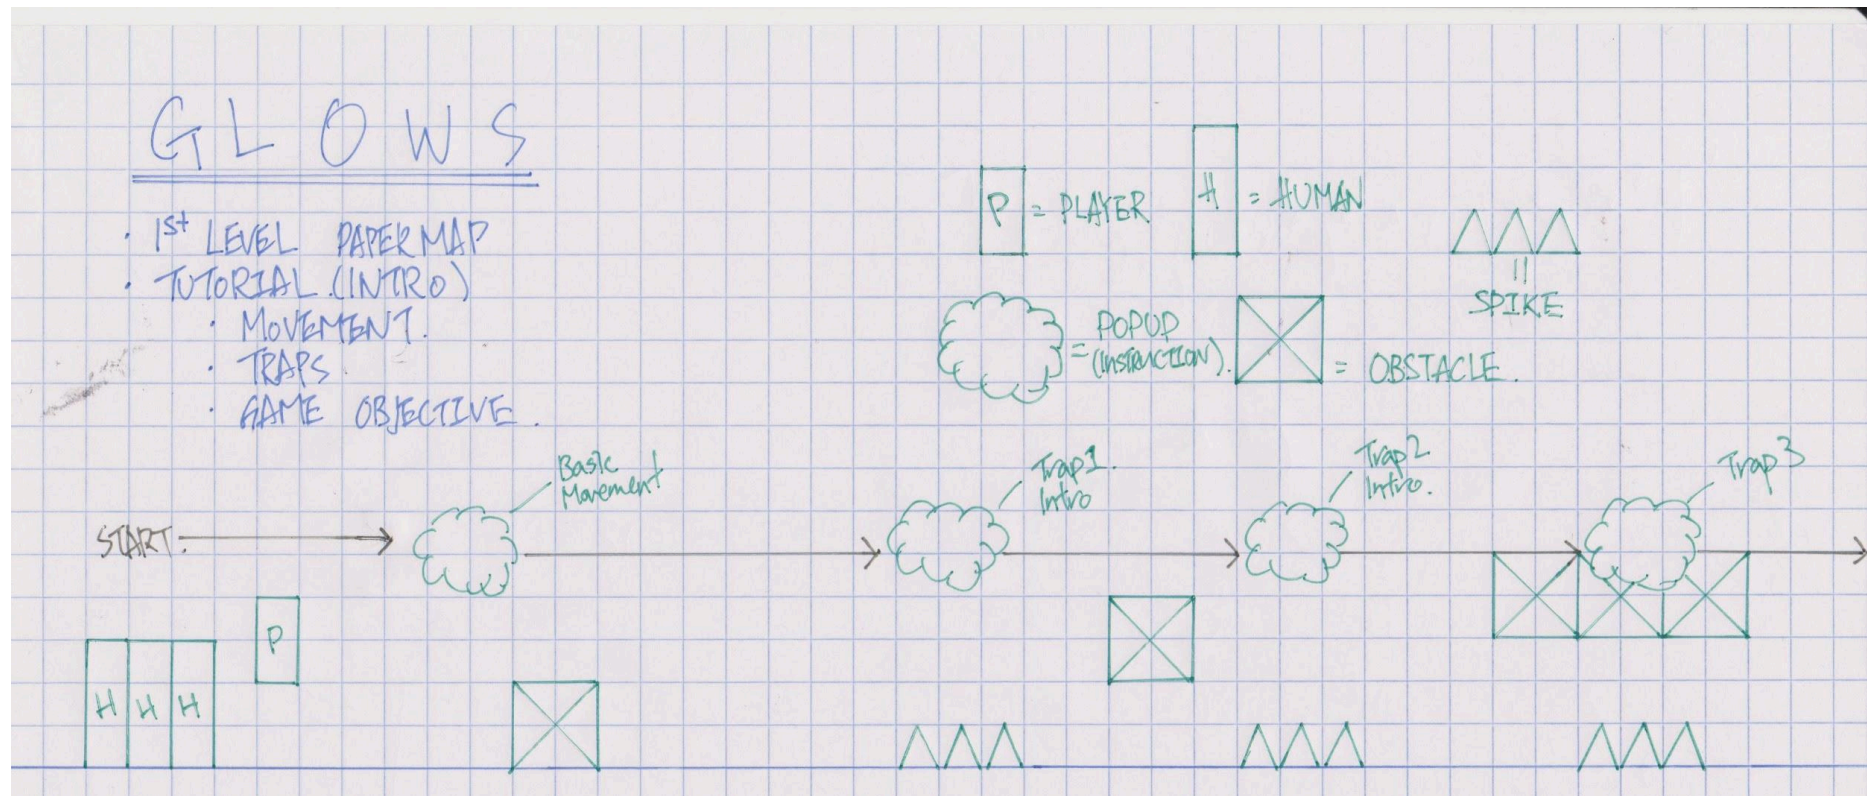 GLOWS
· 1st LEVEL PAPER MAP
· TUTORIAL (INTRO)
· MOVEMENT.
· TRAPS
· GAME OBJECTIVE.
P = PLAYER
H = HUMAN
= SPIKE
= POPUP
(INSTRUCTION).
= OBSTACLE.
START.
Basic
Movement
Trap 1.
Intro
Trap 2
Intro.
Trap 3
P
H H H